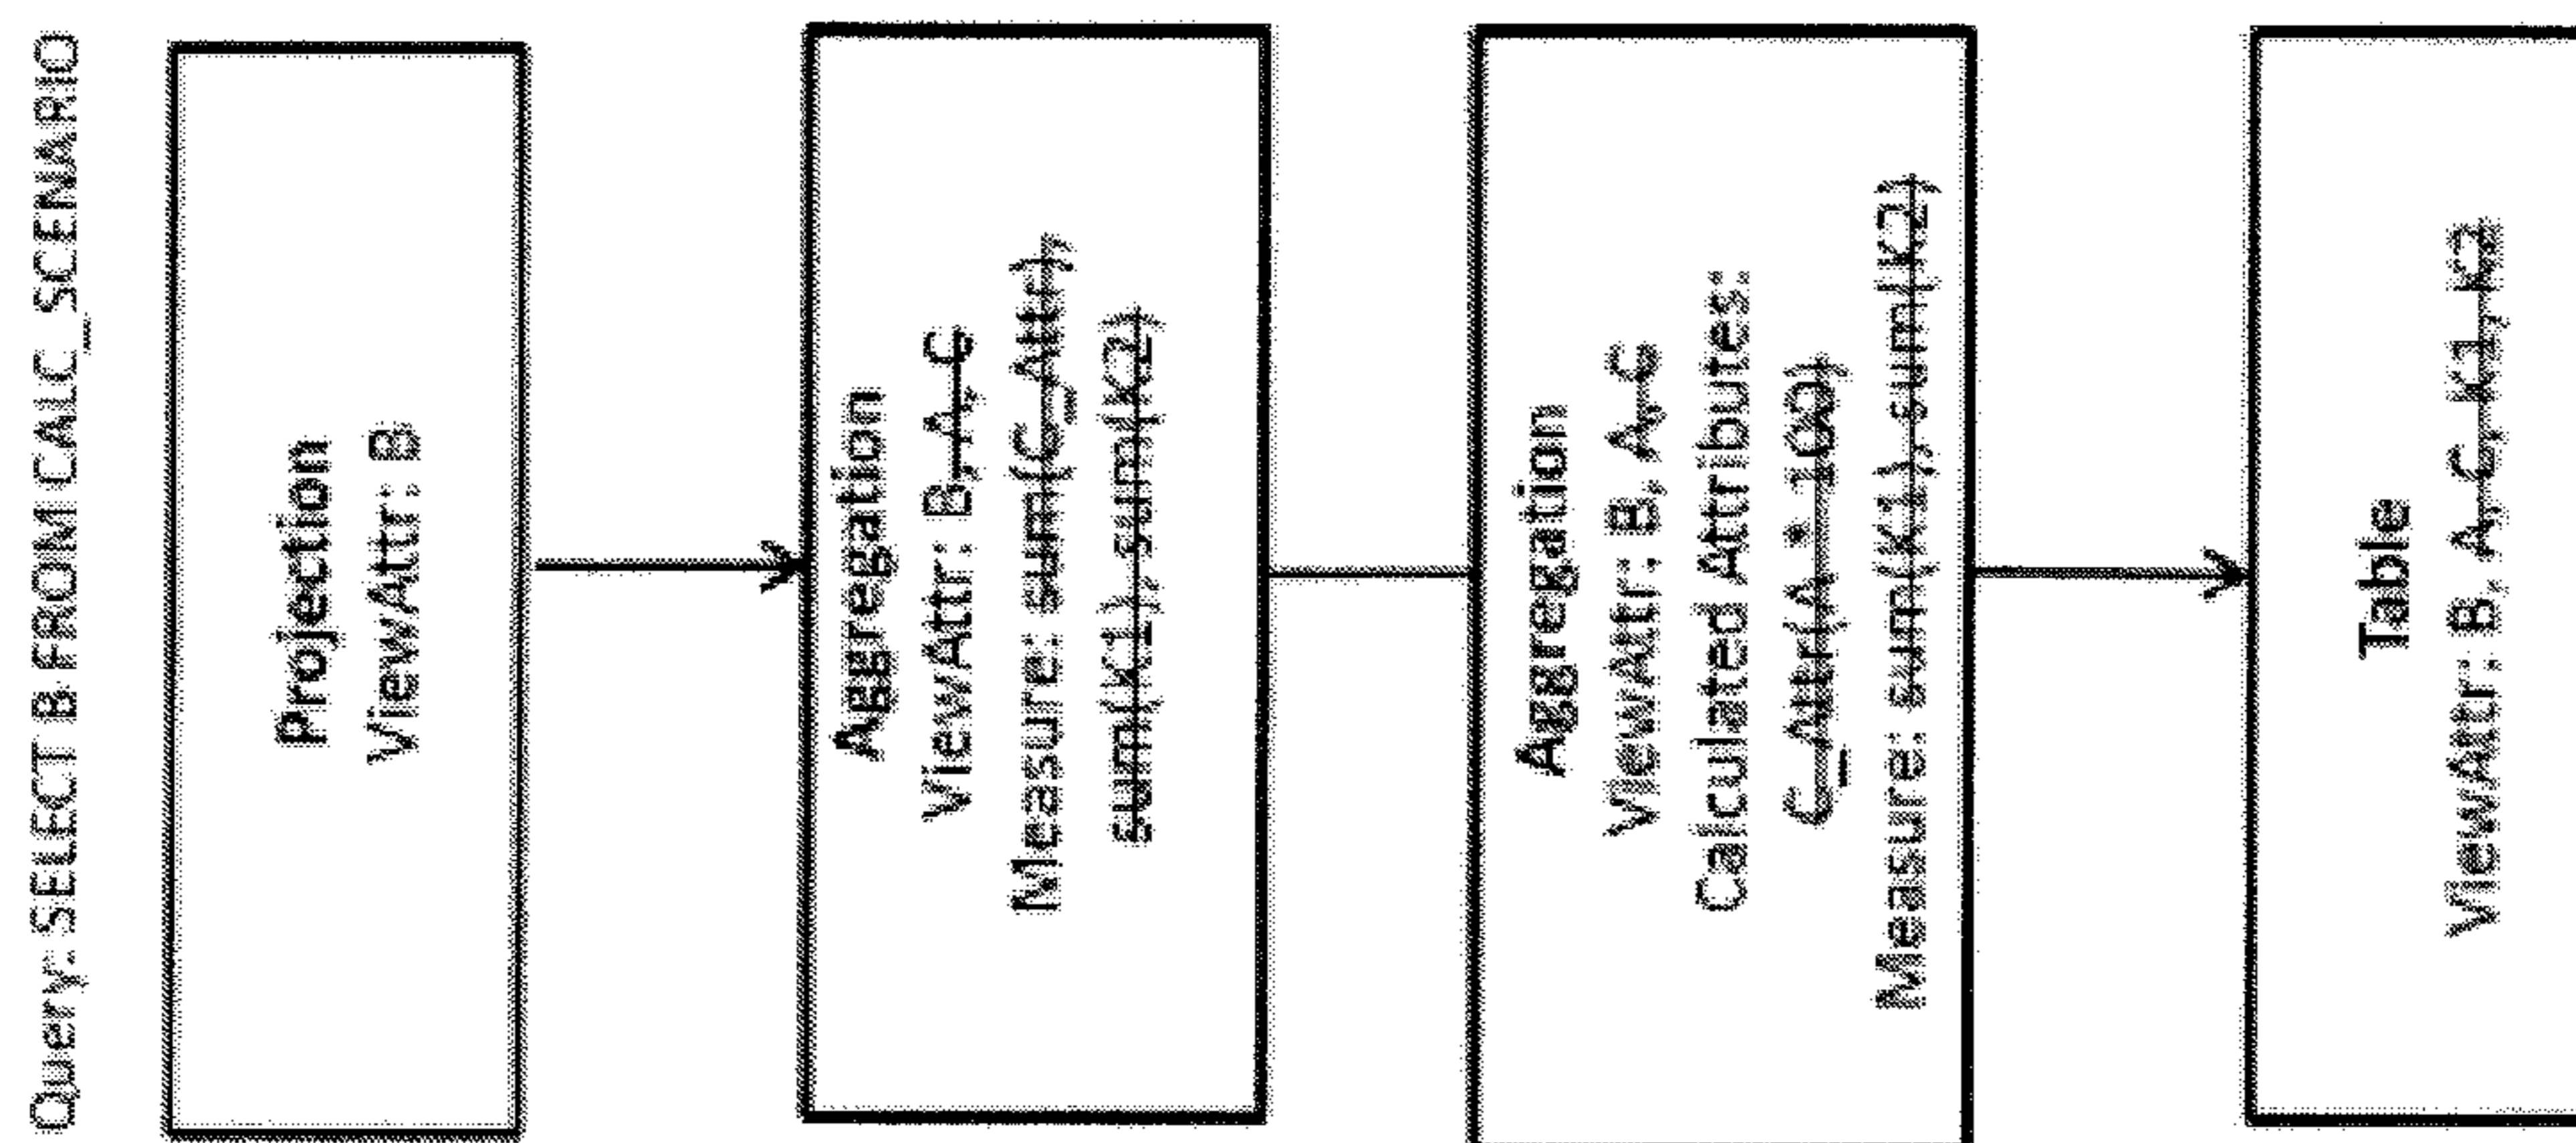 Query: SELECT B FROM CALC_SCENARIO
Projection
ViewAttr: B
Aggregation
ViewAttr: B, A, C
Measure: sum(C_Attr),
sum(K1), sum(K2)
Aggregation
ViewAttr: B, A, C
Calculated Attributes:
C_Attr(A * 100)
Measure: sum(K1), sum(K2)
Table
ViewAttr: B, A, C, K1, K2